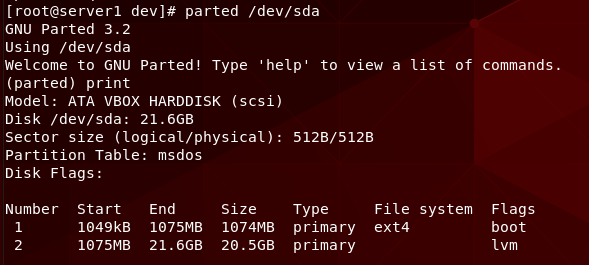 [root@server1 dev]# parted /dev/sda
GNU Parted 3.2
Using /dev/sda
Welcome to GNU Parted! Type 'help' to view a list of commands.
(parted) print
Model: ATA VBOX HARDDISK (scsi)
Disk /dev/sda: 21.6GB
Sector size (logical/physical): 512B/512B
Partition Table: msdos
Disk Flags:
Number  Start   End     Size    Type     File system  Flags
 1      1049kB  1075MB  1074MB  primary  ext4         boot
 2      1075MB  21.6GB  20.5GB  primary               lvm